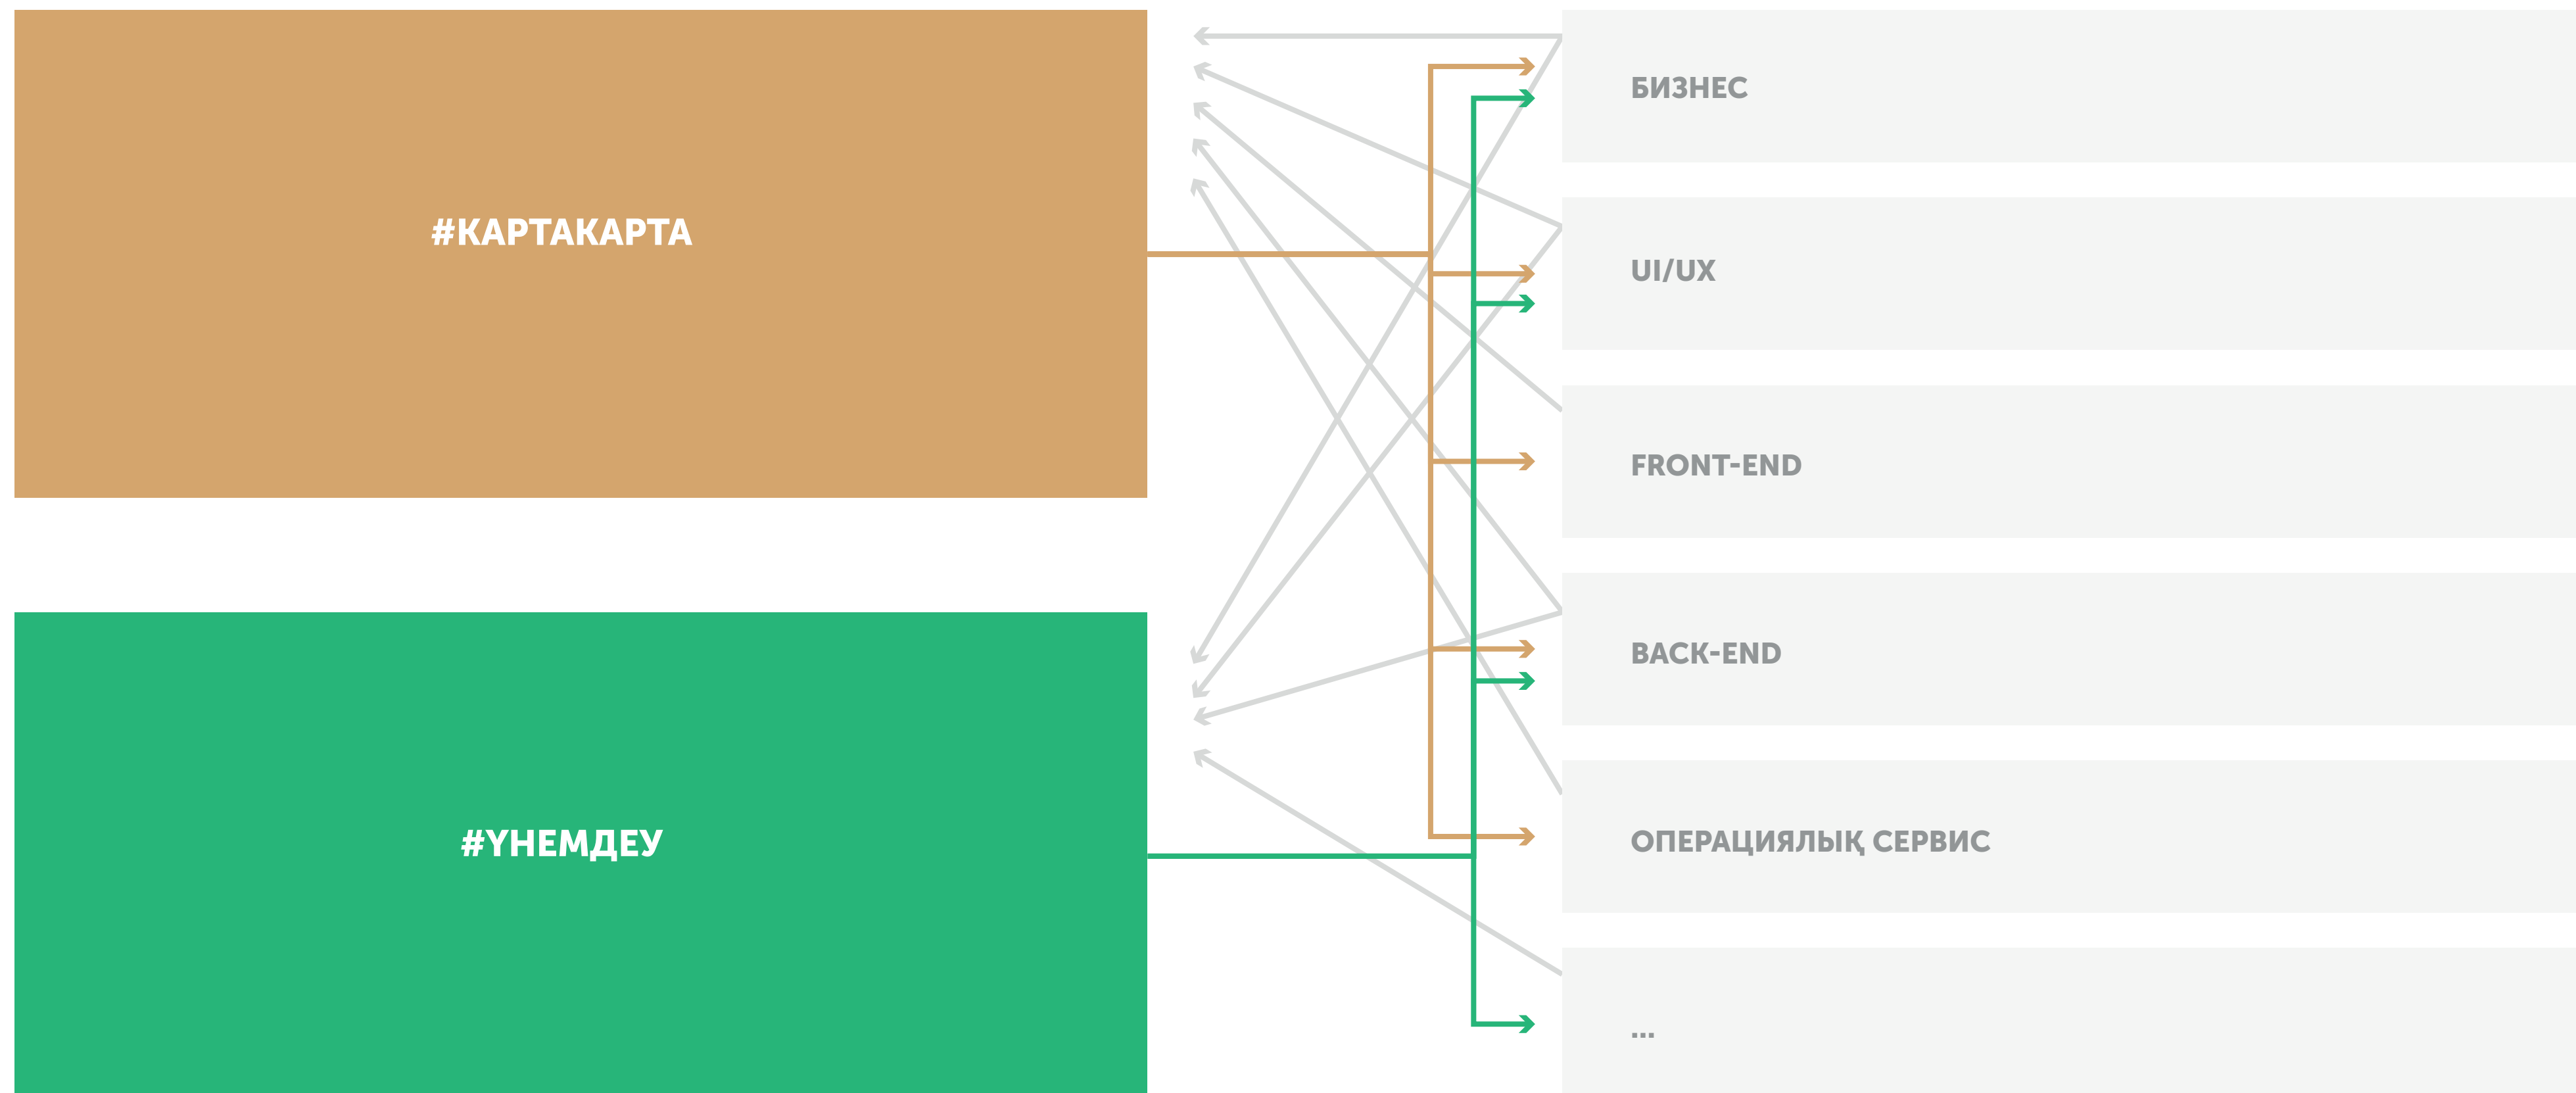 #КАРТАКАРТА
#ҮНЕМДЕУ
БИЗНЕС
UI/UX
FRONT-END
BACK-END
ОПЕРАЦИЯЛЫҚ СЕРВИС
...